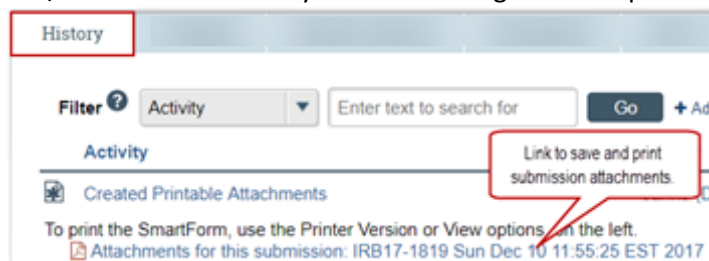 History
Filter ? Activity Enter text to search for Go + Ad
Activity
Link to save and print
submission attachments.
Created Printable Attachments
To print the SmartForm, use the Printer Version or View options on the left.
Attachments for this submission: IRB17-1819 Sun Dec 10 11:55:25 EST 2017